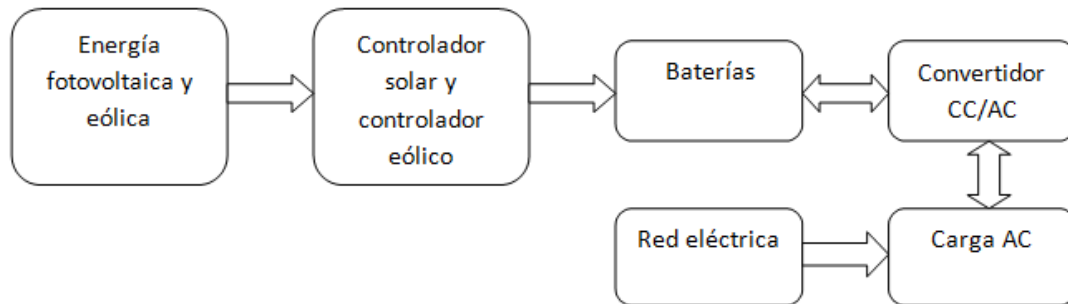 Energía
fotovoltaica y
eólica
Controlador
solar y
controlador
eólico
Baterías
Convertidor
CC/AC
Red eléctrica
Carga AC